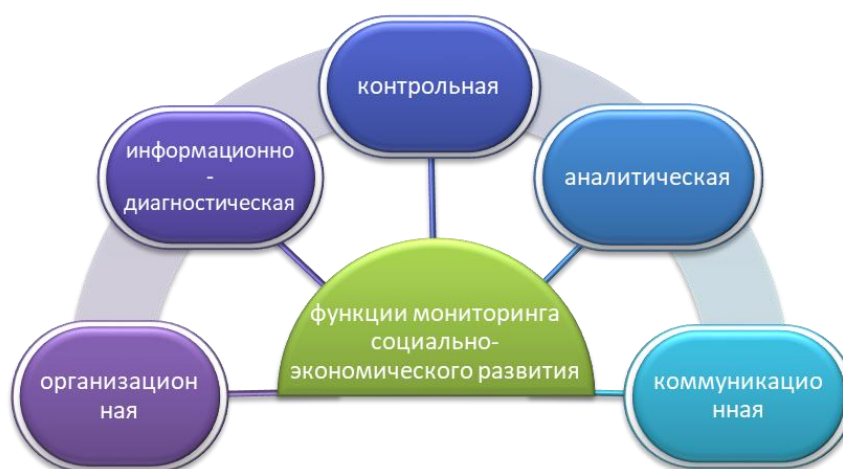 контрольная
информационно
-
диагностическая
аналитическая
функции мониторинга
социально-
экономического развития
организацион
ная
коммуникацио
нная